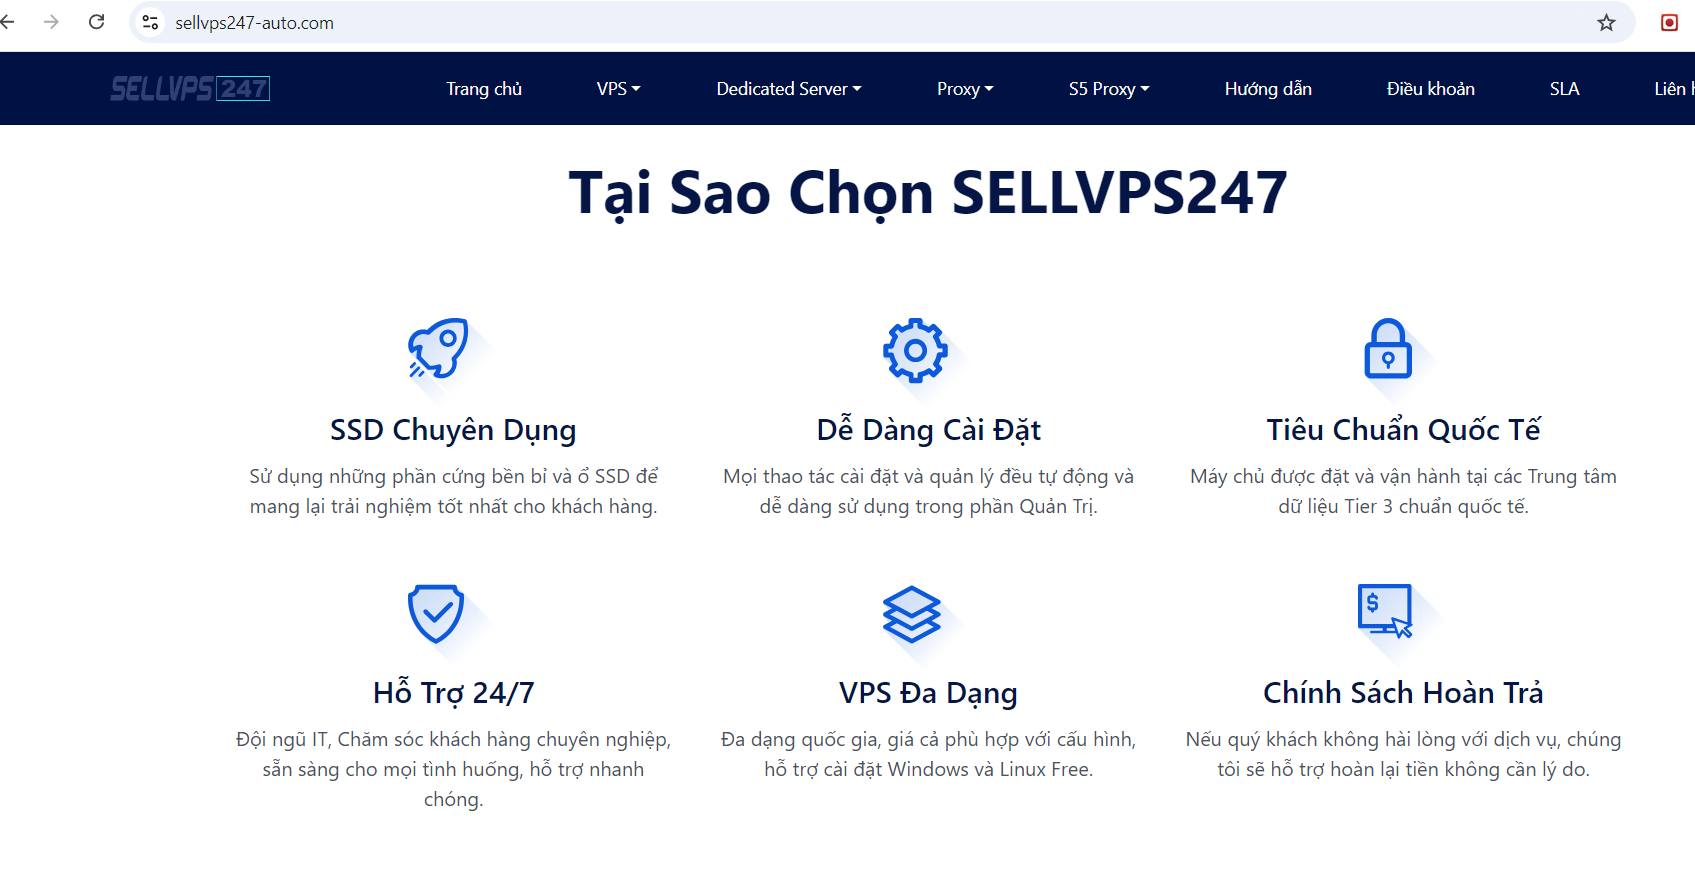 sellvps247-auto.com
SELLVPS 247
Trang chủ
VPS
Dedicated Server
Proxy
S5 Proxy
Hướng dẫn
Điều khoản
SLA
Liên
Tại Sao Chọn SELLVPS247
SSD Chuyên Dụng
Sử dụng những phần cứng bền bỉ và ổ SSD để
mang lại trải nghiệm tốt nhất cho khách hàng.
Dễ Dàng Cài Đặt
Mọi thao tác cài đặt và quản lý đều tự động và
dễ dàng sử dụng trong phần Quản Trị.
Tiêu Chuẩn Quốc Tế
Máy chủ được đặt và vận hành tại các Trung tâm
dữ liệu Tier 3 chuẩn quốc tế.
Hỗ Trợ 24/7
Đội ngũ IT, Chăm sóc khách hàng chuyên nghiệp,
sẵn sàng cho mọi tình huống, hỗ trợ nhanh
chóng.
VPS Đa Dạng
Đa dạng quốc gia, giá cả phù hợp với cấu hình,
hỗ trợ cài đặt Windows và Linux Free.
$
Chính Sách Hoàn Trả
Nếu quý khách không hài lòng với dịch vụ, chúng
tôi sẽ hỗ trợ hoàn lại tiền không cần lý do.